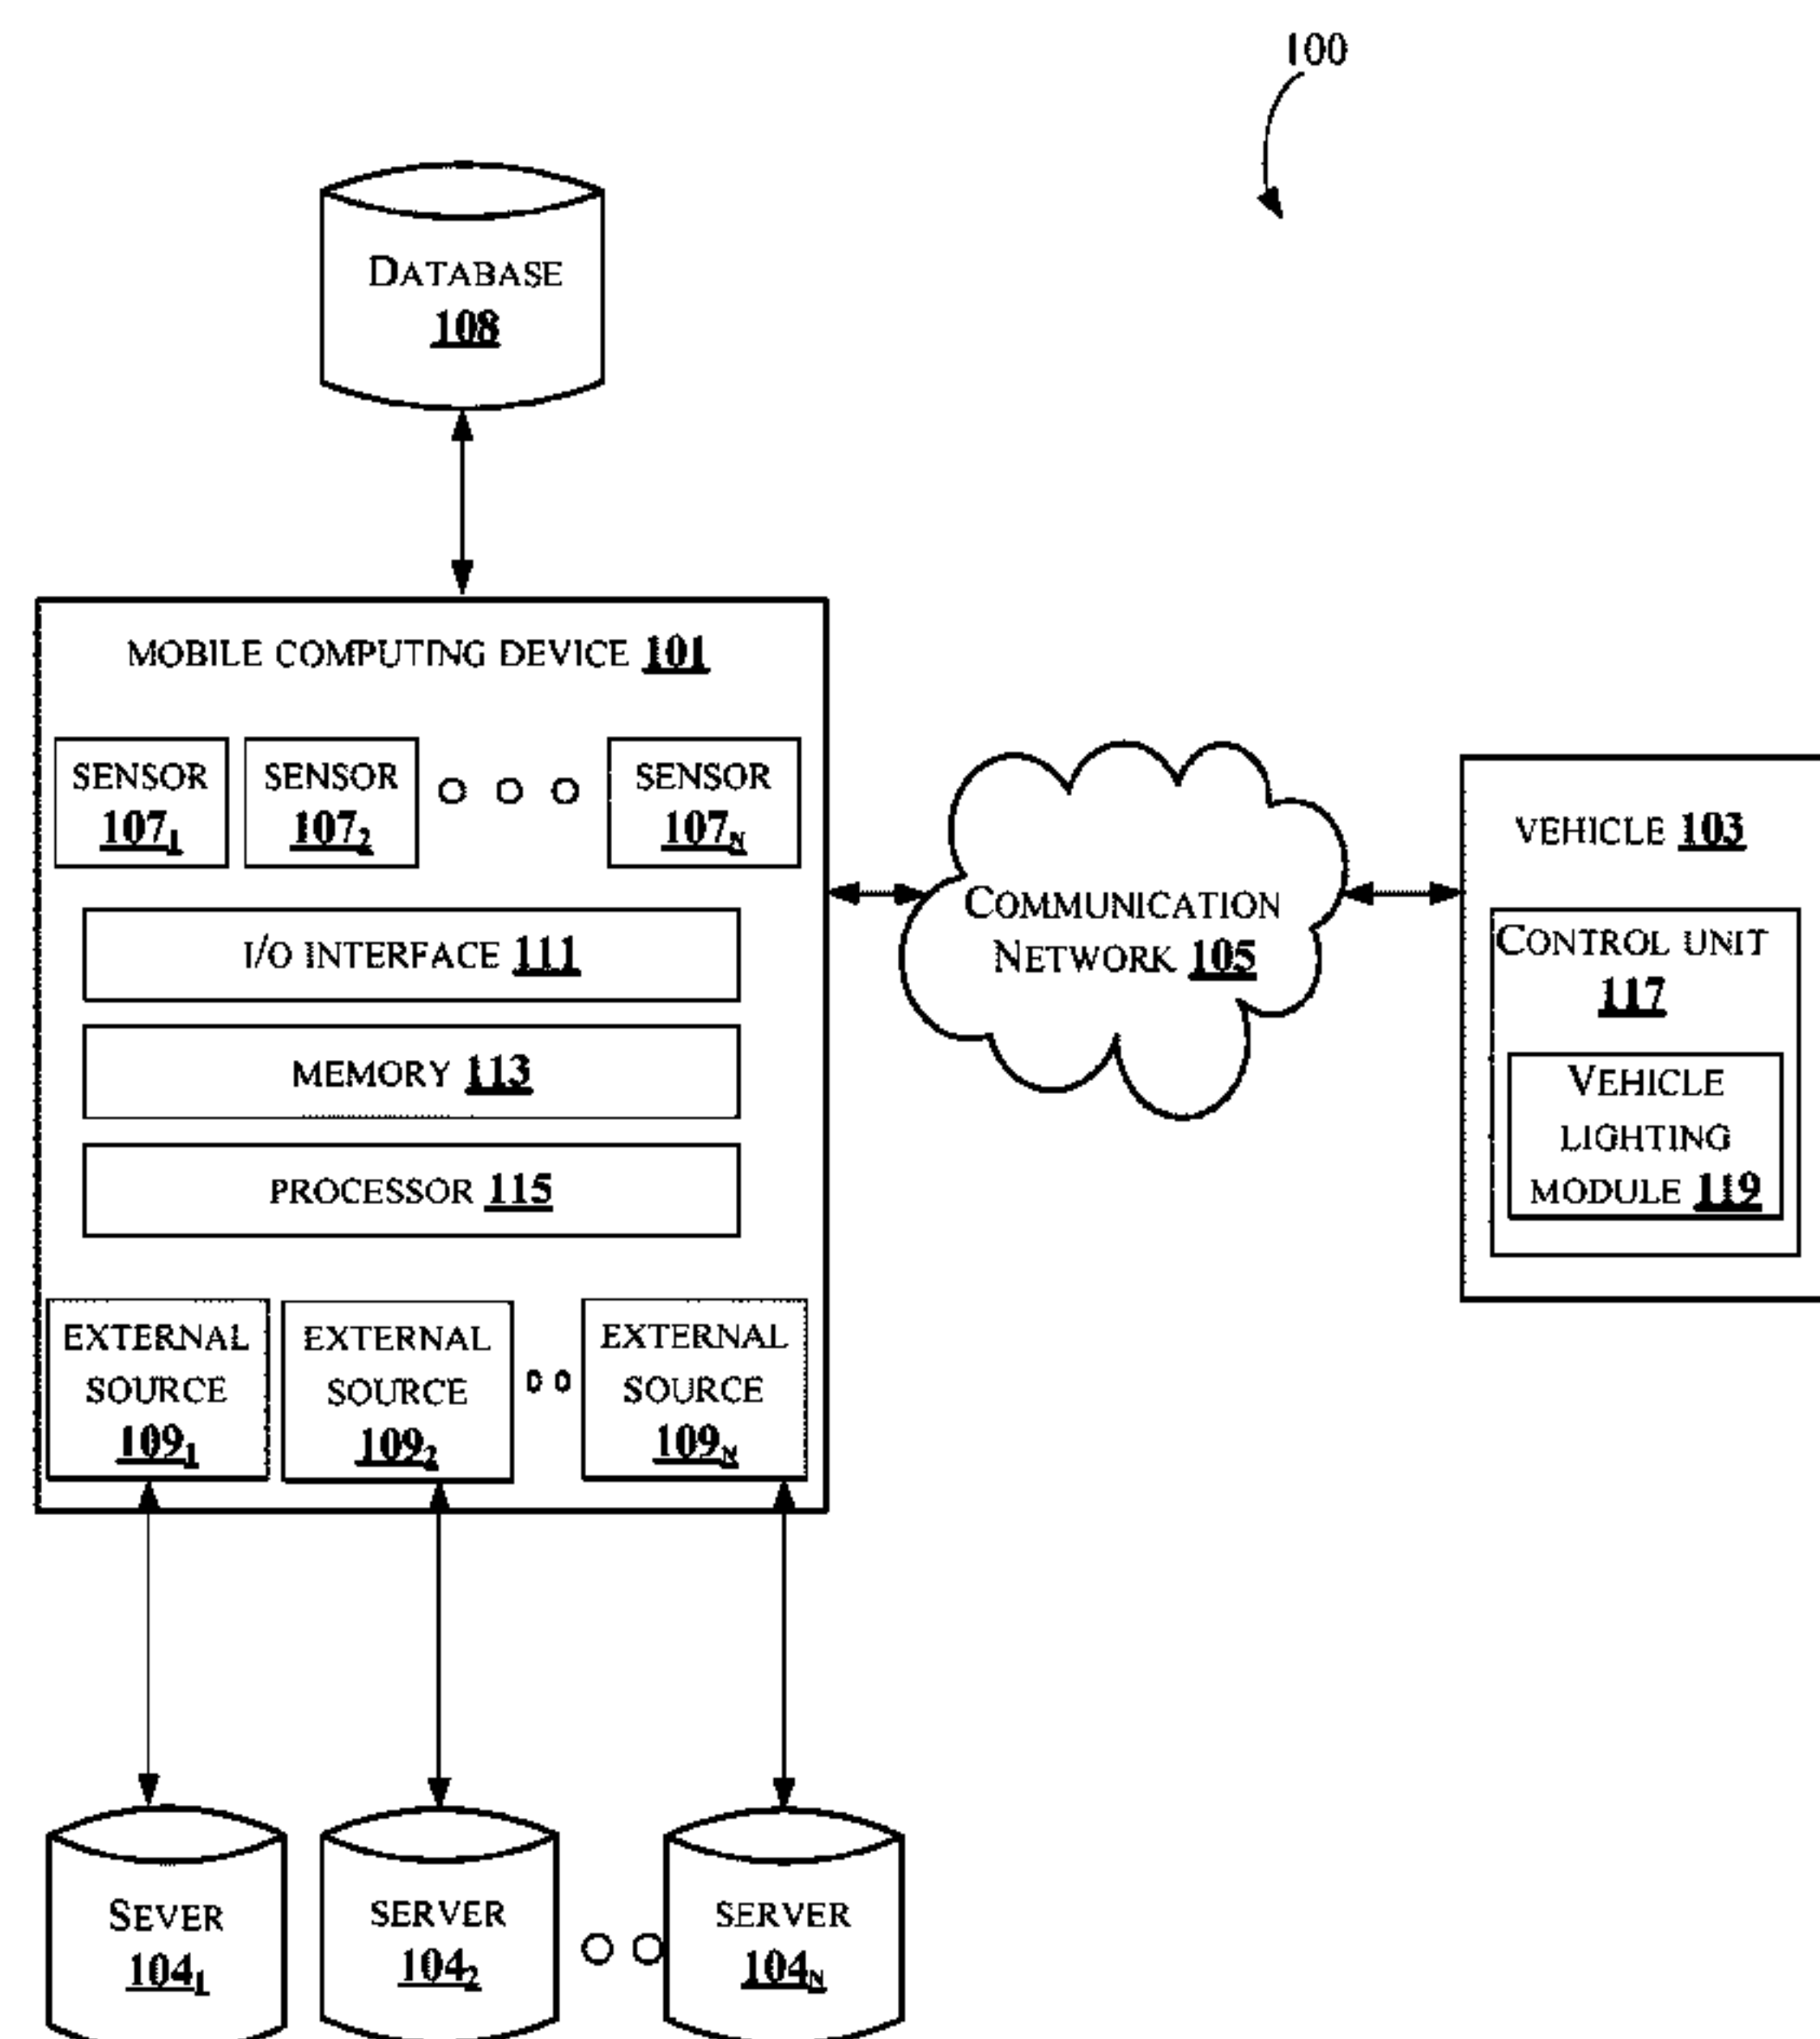 100
DATABASE
108
MOBILE COMPUTING DEVICE 101
SENSOR
107₁
SENSOR
107₂
SENSOR
107ₙ
I/O INTERFACE 111
MEMORY 113
PROCESSOR 115
EXTERNAL
SOURCE
109₁
EXTERNAL
SOURCE
109₂
EXTERNAL
SOURCE
109ₙ
COMMUNICATION
NETWORK 105
VEHICLE 103
CONTROL UNIT
117
VEHICLE
LIGHTING
MODULE 119
SEVER
104₁
SERVER
104₂
SERVER
104ₙ